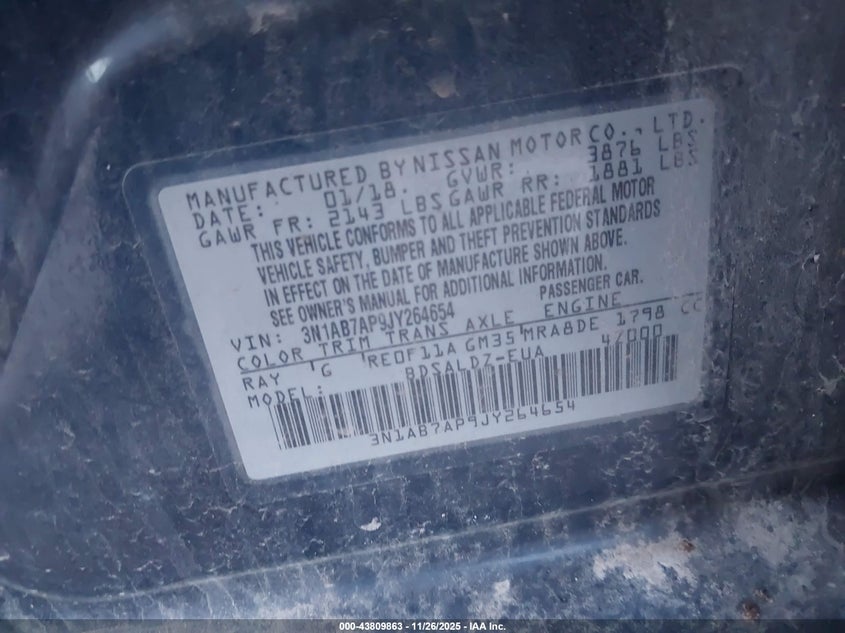 MANUFACTURED BY NISSAN MOTOR CO., LTD.
DATE: 01/18. GVWR: 3876 LBS
GAWR FR: 2143 LBS GAWR RR: 1881 LBS
THIS VEHICLE CONFORMS TO ALL APPLICABLE FEDERAL MOTOR
VEHICLE SAFETY, BUMPER AND THEFT PREVENTION STANDARDS
IN EFFECT ON THE DATE OF MANUFACTURE SHOWN ABOVE.
SEE OWNER'S MANUAL FOR ADDITIONAL INFORMATION.
VIN: 3N1AB7AP9JY264654 PASSENGER CAR.
COLOR TRIM TRANS AXLE ENGINE
RAY G RE0F11A GM35 MRA8DE 1798 CC
MODEL: BDSALDZ-EUA 47000
3N1AB7AP9JY264654
000-43809863 - 11/26/2025 - IAA Inc.